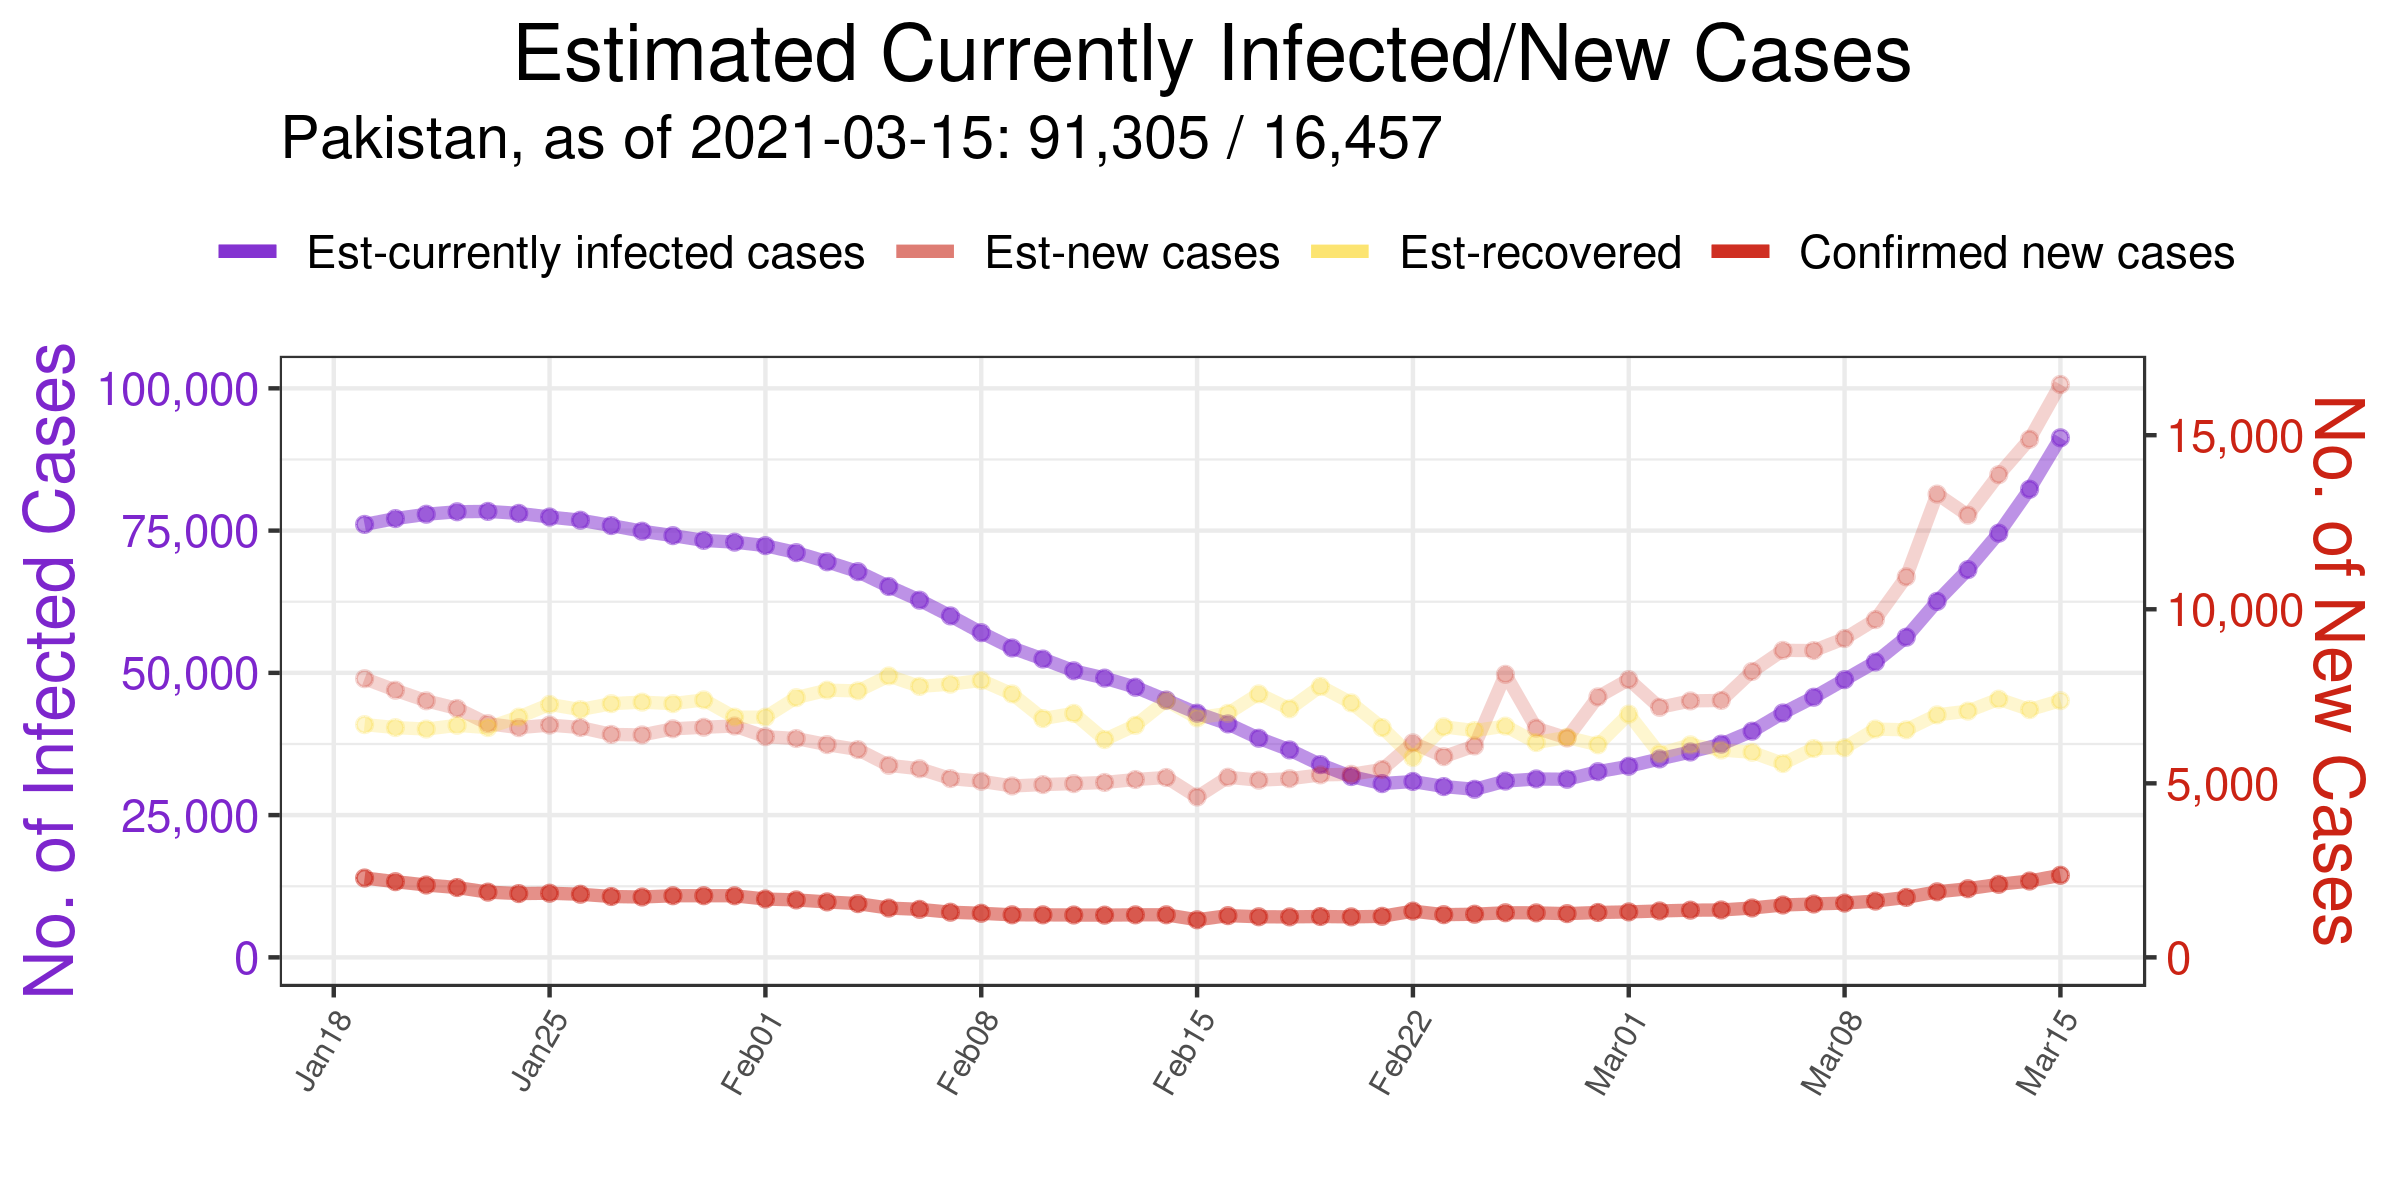 Estimated Currently Infected/New Cases
Pakistan, as of 2021-03-15: 91,305 / 16,457
Est-currently infected cases Est-new cases Est-recovered Confirmed new cases
No. of Infected Cases
100,000
75,000
50,000
25,000
0
15,000
10,000
5,000
0
No. of New Cases
Jan18 Jan25 Feb01 Feb08 Feb15 Feb22 Mar01 Mar08 Mar15